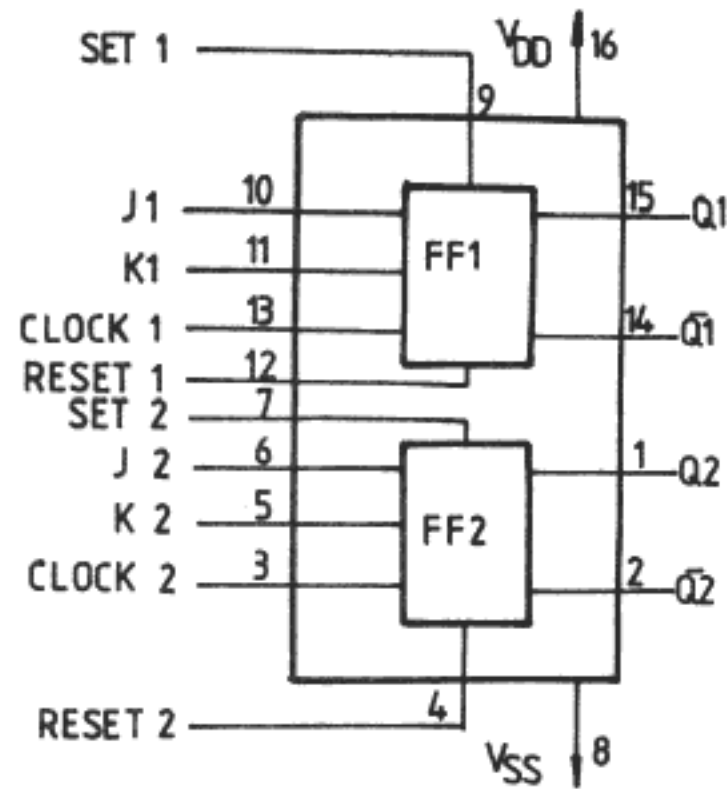 SET 1
VDD 16
9
J1 10 15 Q1
K1 11 FF1
CLOCK 1 13 14 Q̅1
RESET 1 12
SET 2 7
J 2 6 1 Q2
K 2 5 FF2
CLOCK 2 3 2 Q̅2
RESET 2 4
VSS 8